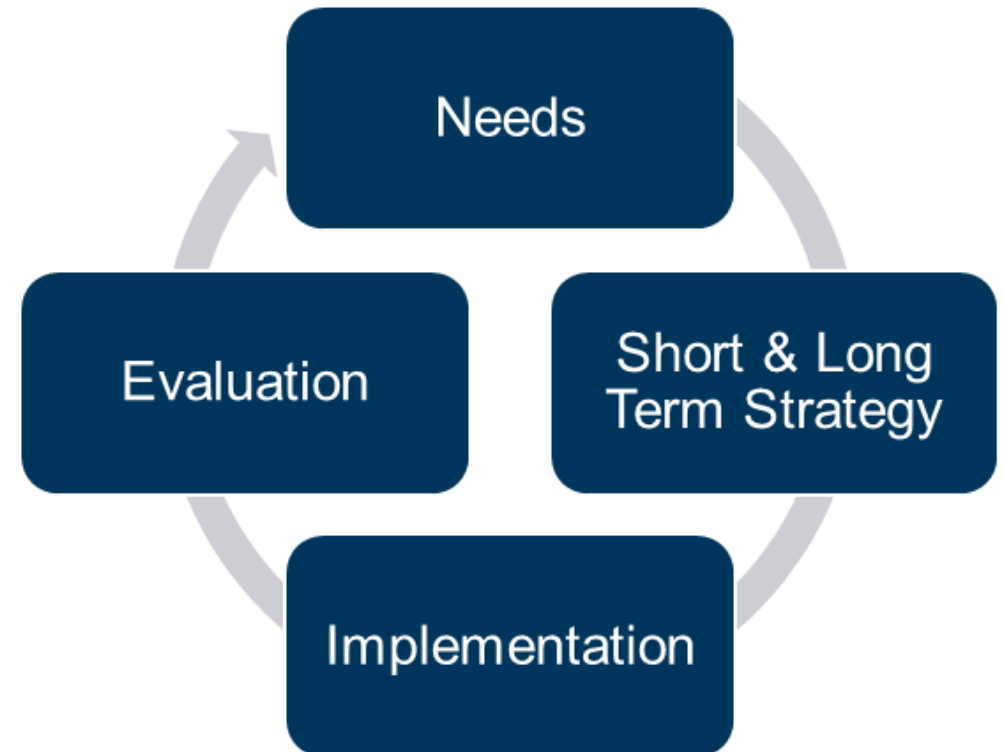 Needs
Short & Long
Term Strategy
Implementation
Evaluation